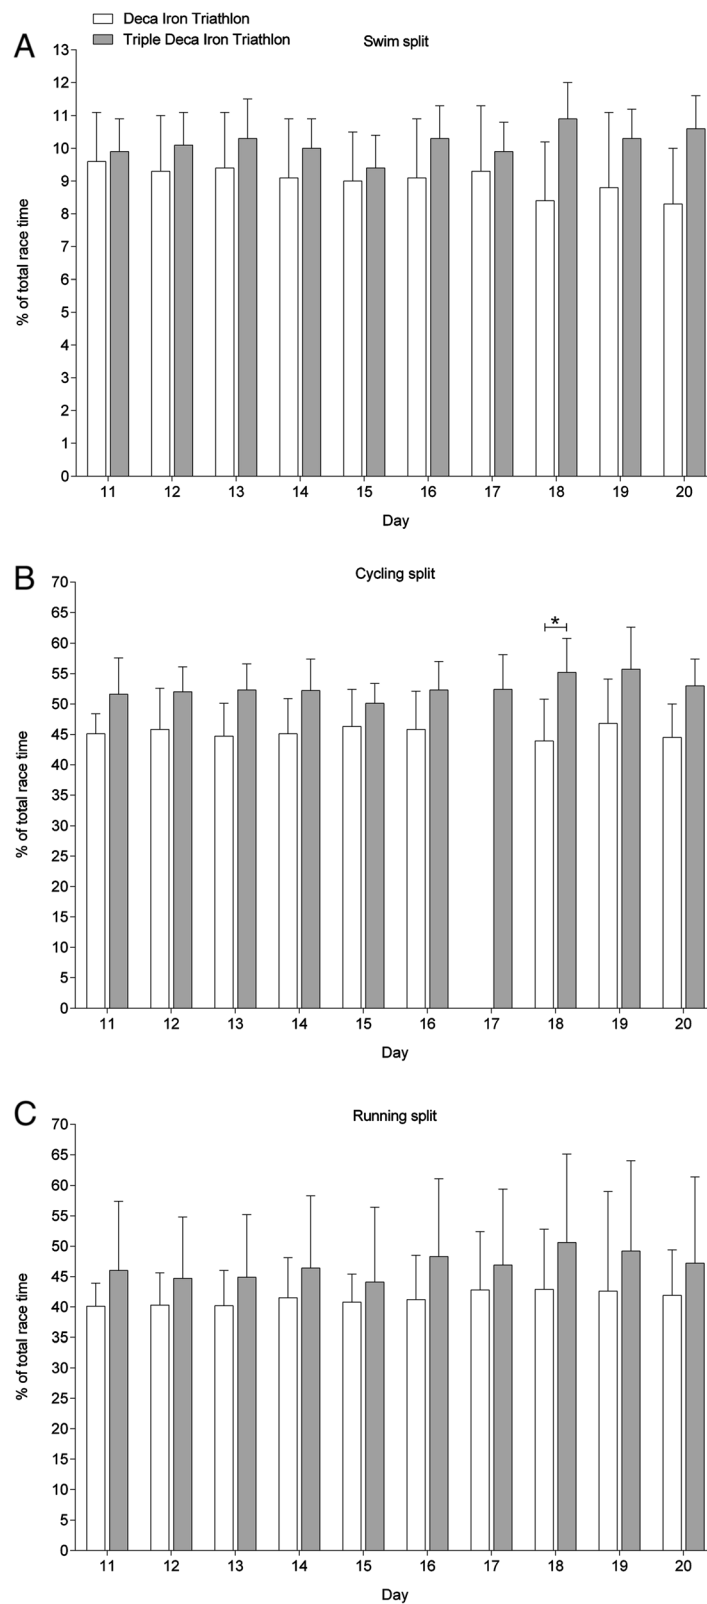 Deca Iron Triathlon
Triple Deca Iron Triathlon
A
Swim split
13
12
11
10
9
8
7
6
5
4
3
2
1
0
% of total race time
11 12 13 14 15 16 17 18 19 20
Day
B
Cycling split
70
65
60
55
50
45
40
35
30
25
20
15
10
5
0
% of total race time
*
11 12 13 14 15 16 17 18 19 20
Day
C
Running split
70
65
60
55
50
45
40
35
30
25
20
15
10
5
0
% of total race time
11 12 13 14 15 16 17 18 19 20
Day